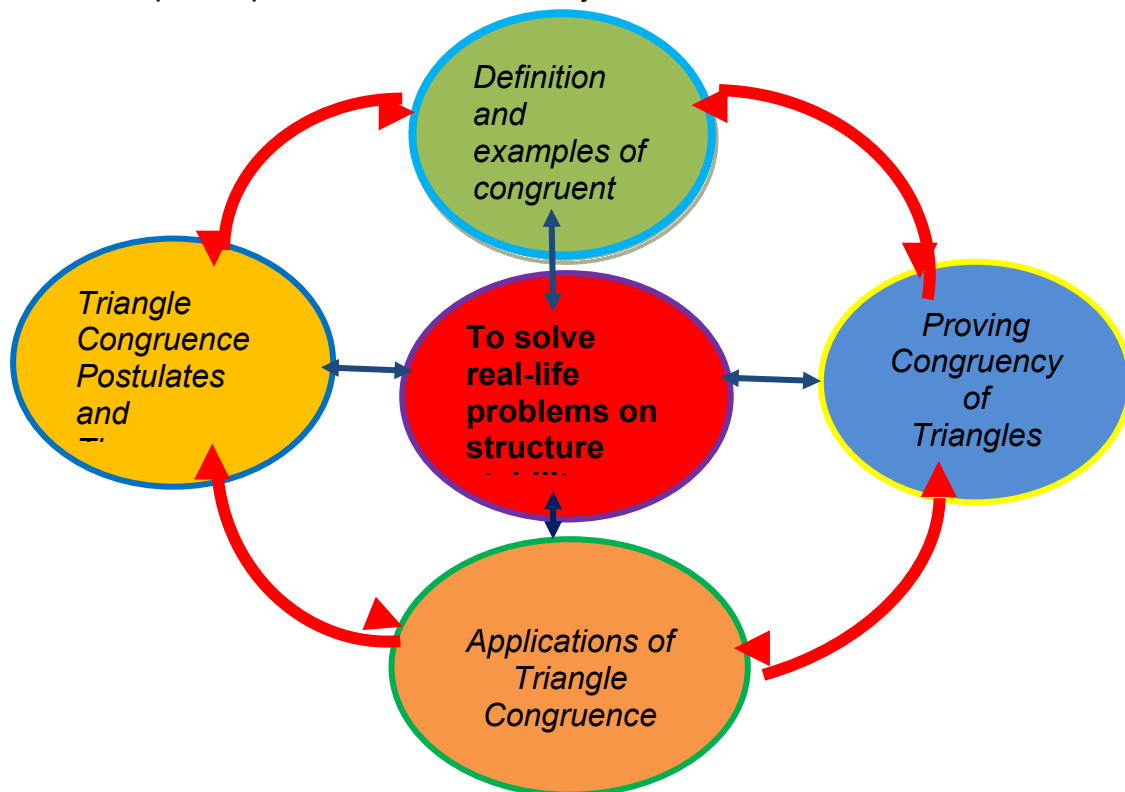 Definition
and
examples of
congruent
Triangle
Congruence
Postulates
and
To solve
real-life
problems on
structure
Proving
Congruency
of
Triangles
Applications of
Triangle
Congruence